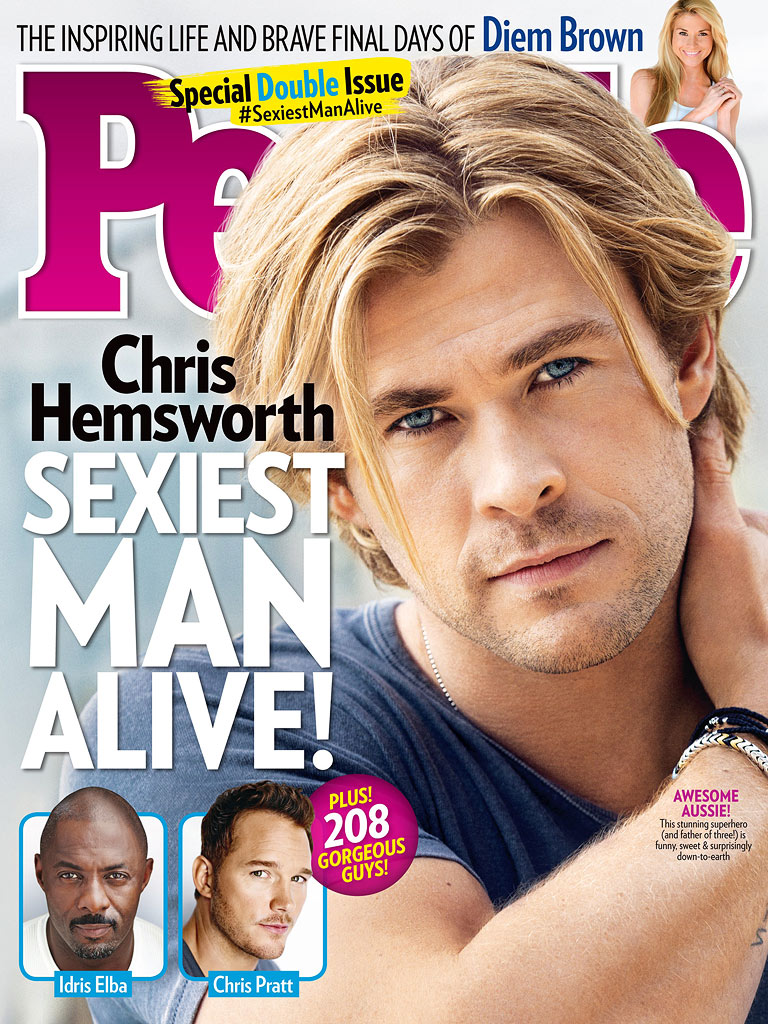 THE INSPIRING LIFE AND BRAVE FINAL DAYS OF Diem Brown
Special Double Issue
#SexiestManAlive
Pe e
Chris
Hemsworth
SEXIEST
MAN
ALIVE!
PLUS!
208
GORGEOUS
GUYS!
AWESOME
AUSSIE!
This stunning superhero
(and father of three!) is
funny, sweet & surprisingly
down-to-earth
Idris Elba
Chris Pratt